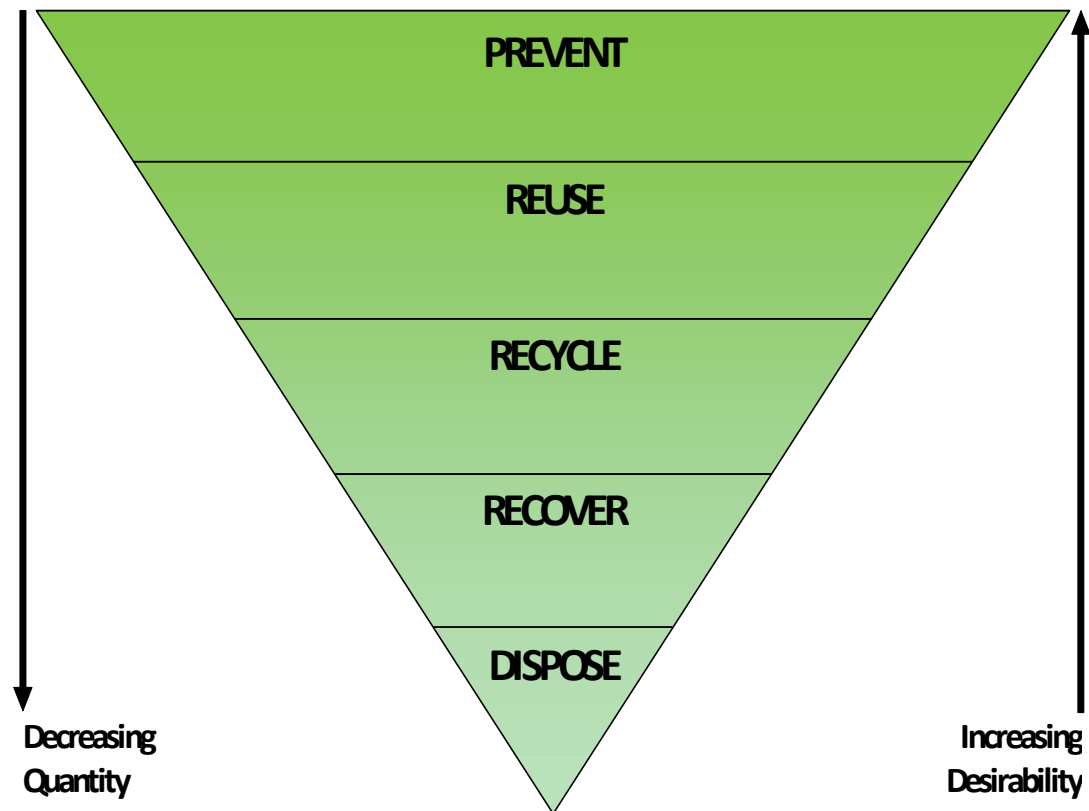 PREVENT
REUSE
RECYCLE
RECOVER
DISPOSE
Decreasing
Quantity
Increasing
Desirability